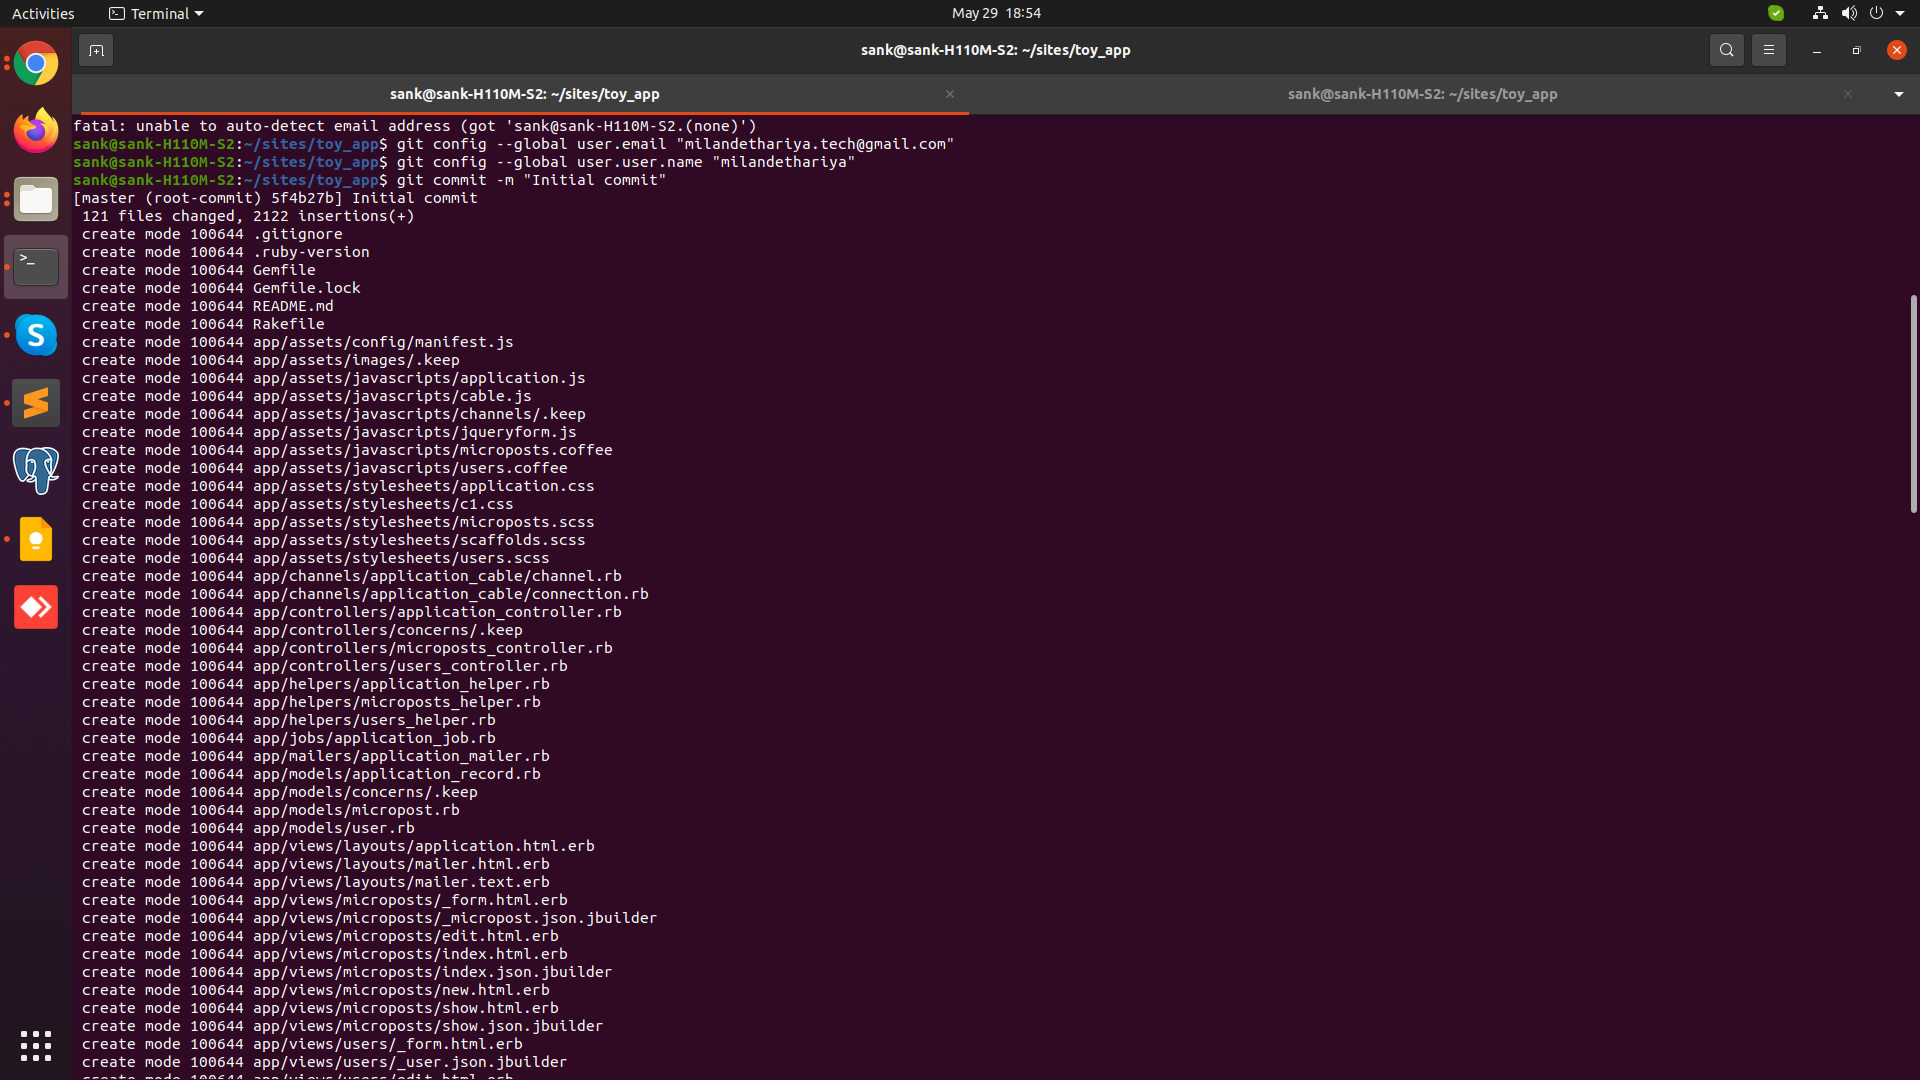 Activities
Terminal
May 29 18:54
sank@sank-H110M-S2: ~/sites/toy_app
sank@sank-H110M-S2: ~/sites/toy_app
sank@sank-H110M-S2: ~/sites/toy_app
fatal: unable to auto-detect email address (got 'sank@sank-H110M-S2.(none)')
sank@sank-H110M-S2:~/sites/toy_app$ git config --global user.email "milandethariya.tech@gmail.com"
sank@sank-H110M-S2:~/sites/toy_app$ git config --global user.user.name "milandethariya"
sank@sank-H110M-S2:~/sites/toy_app$ git commit -m "Initial commit"
[master (root-commit) 5f4b27b] Initial commit
121 files changed, 2122 insertions(+)
create mode 100644 .gitignore
create mode 100644 .ruby-version
create mode 100644 Gemfile
create mode 100644 Gemfile.lock
create mode 100644 README.md
create mode 100644 Rakefile
create mode 100644 app/assets/config/manifest.js
create mode 100644 app/assets/images/.keep
create mode 100644 app/assets/javascripts/application.js
create mode 100644 app/assets/javascripts/cable.js
create mode 100644 app/assets/javascripts/channels/.keep
create mode 100644 app/assets/javascripts/jqueryform.js
create mode 100644 app/assets/javascripts/microposts.coffee
create mode 100644 app/assets/javascripts/users.coffee
create mode 100644 app/assets/stylesheets/application.css
create mode 100644 app/assets/stylesheets/c1.css
create mode 100644 app/assets/stylesheets/microposts.scss
create mode 100644 app/assets/stylesheets/scaffolds.scss
create mode 100644 app/assets/stylesheets/users.scss
create mode 100644 app/channels/application_cable/channel.rb
create mode 100644 app/channels/application_cable/connection.rb
create mode 100644 app/controllers/application_controller.rb
create mode 100644 app/controllers/concerns/.keep
create mode 100644 app/controllers/microposts_controller.rb
create mode 100644 app/controllers/users_controller.rb
create mode 100644 app/helpers/application_helper.rb
create mode 100644 app/helpers/microposts_helper.rb
create mode 100644 app/helpers/users_helper.rb
create mode 100644 app/jobs/application_job.rb
create mode 100644 app/mailers/application_mailer.rb
create mode 100644 app/models/application_record.rb
create mode 100644 app/models/concerns/.keep
create mode 100644 app/models/micropost.rb
create mode 100644 app/models/user.rb
create mode 100644 app/views/layouts/application.html.erb
create mode 100644 app/views/layouts/mailer.html.erb
create mode 100644 app/views/layouts/mailer.text.erb
create mode 100644 app/views/microposts/_form.html.erb
create mode 100644 app/views/microposts/_micropost.json.jbuilder
create mode 100644 app/views/microposts/edit.html.erb
create mode 100644 app/views/microposts/index.html.erb
create mode 100644 app/views/microposts/index.json.jbuilder
create mode 100644 app/views/microposts/new.html.erb
create mode 100644 app/views/microposts/show.html.erb
create mode 100644 app/views/microposts/show.json.jbuilder
create mode 100644 app/views/users/_form.html.erb
create mode 100644 app/views/users/_user.json.jbuilder
create mode 100644 app/views/users/edit.html.erb